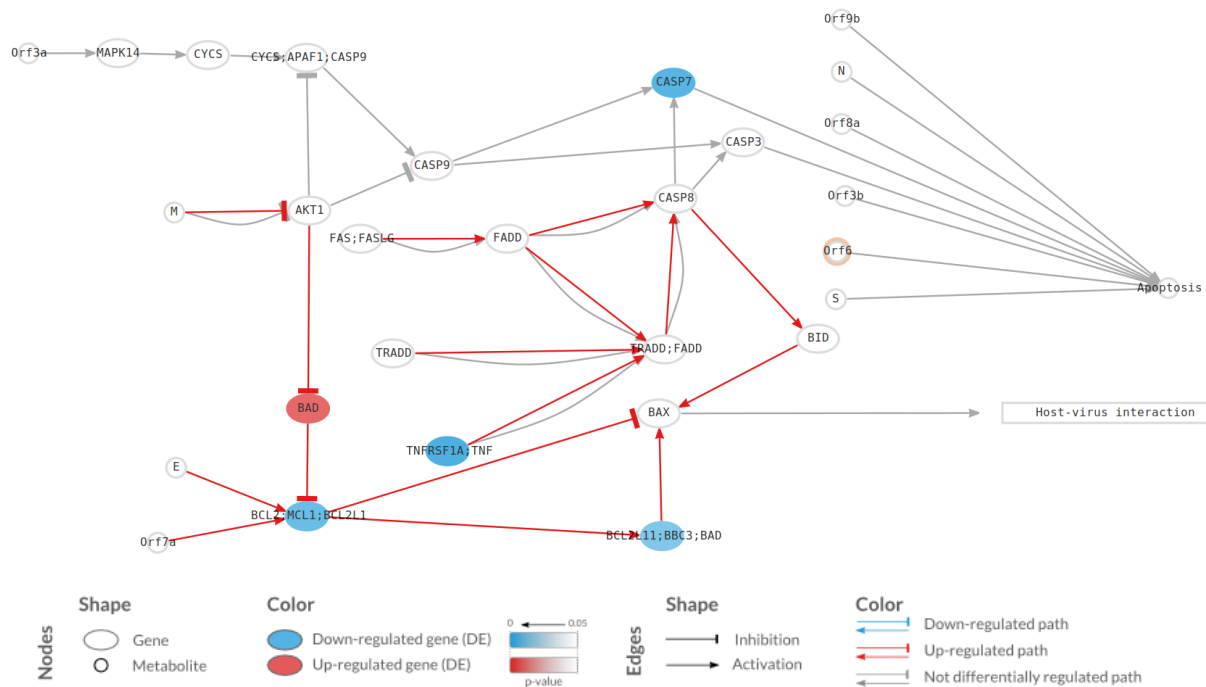 Orf9b
Orf3a
MAPK14
CYCS
CYCS;APAF1;CASP9
N
CASP7
Orf8a
CASP3
CASP9
Orf3b
CASP8
M
AKT1
FAS;FASLG
FADD
Orf6
Apoptosis
S
TRADD
TRADD;FADD
BID
BAD
BAX
Host-virus interaction
TNFRSF1A;TNF
E
BCL2;MCL1;BCL2L1
Orf7a
BCL2L11;BBC3;BAD
Nodes
Shape
Gene
Metabolite
Color
Down-regulated gene (DE)
Up-regulated gene (DE)
0
0.05
p-value
Edges
Shape
Inhibition
Activation
Color
Down-regulated path
Up-regulated path
Not differentially regulated path